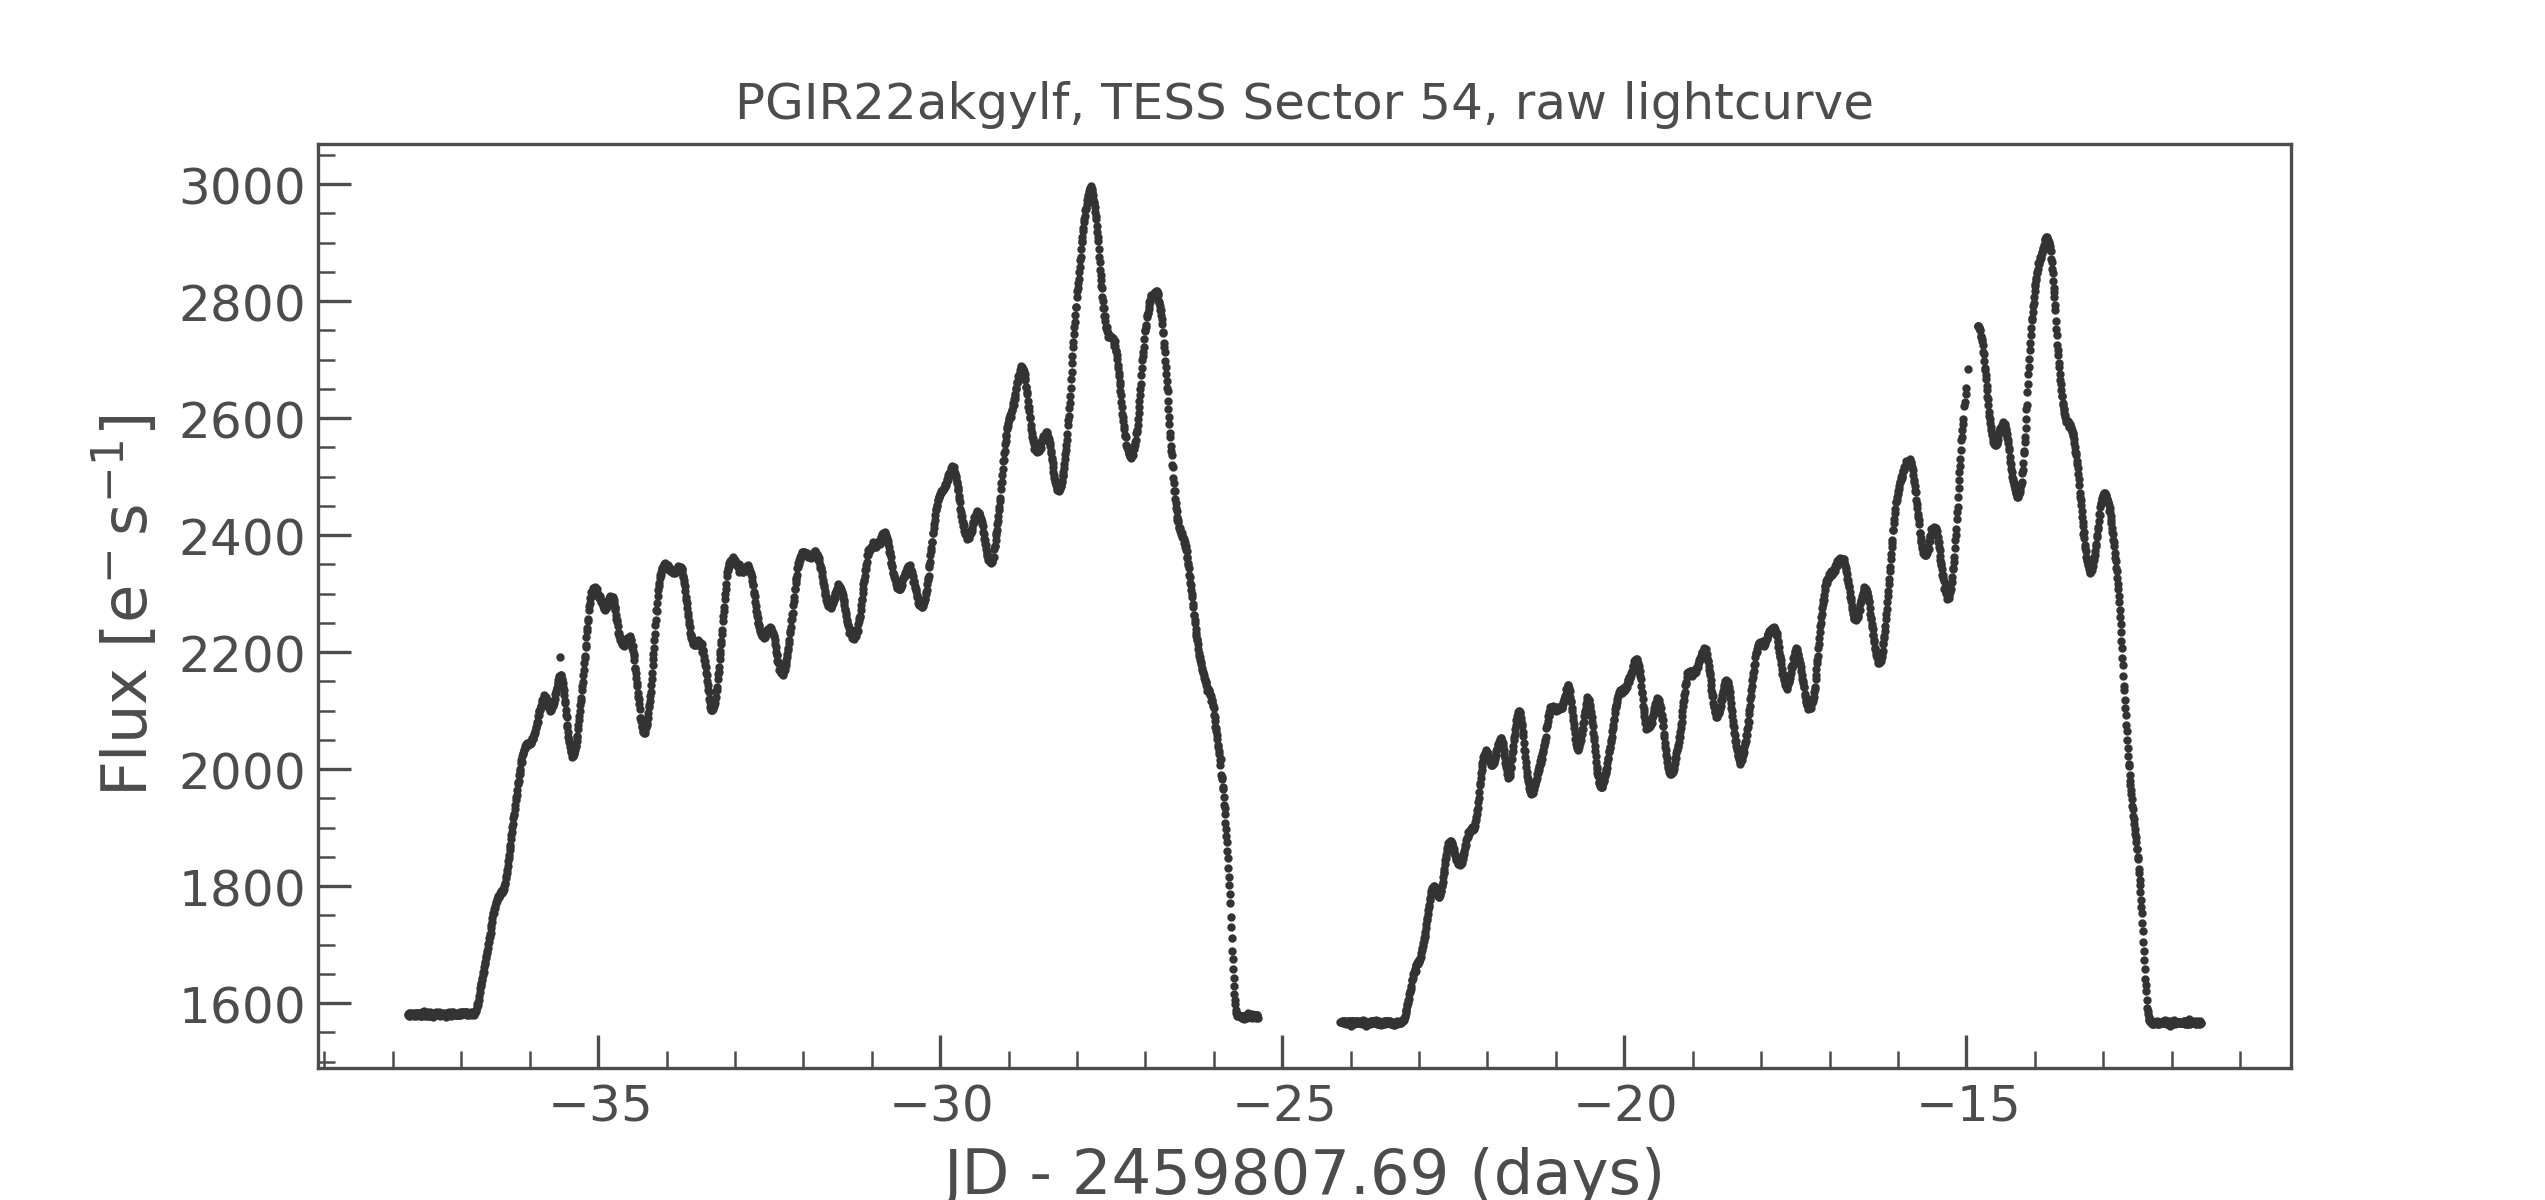 PGIR22akgylf, TESS Sector 54, raw lightcurve
3000
2800
2600
2400
2200
2000
1800
1600
Flux [e⁻ s⁻¹]
−35 −30 −25 −20 −15
JD - 2459807.69 (days)